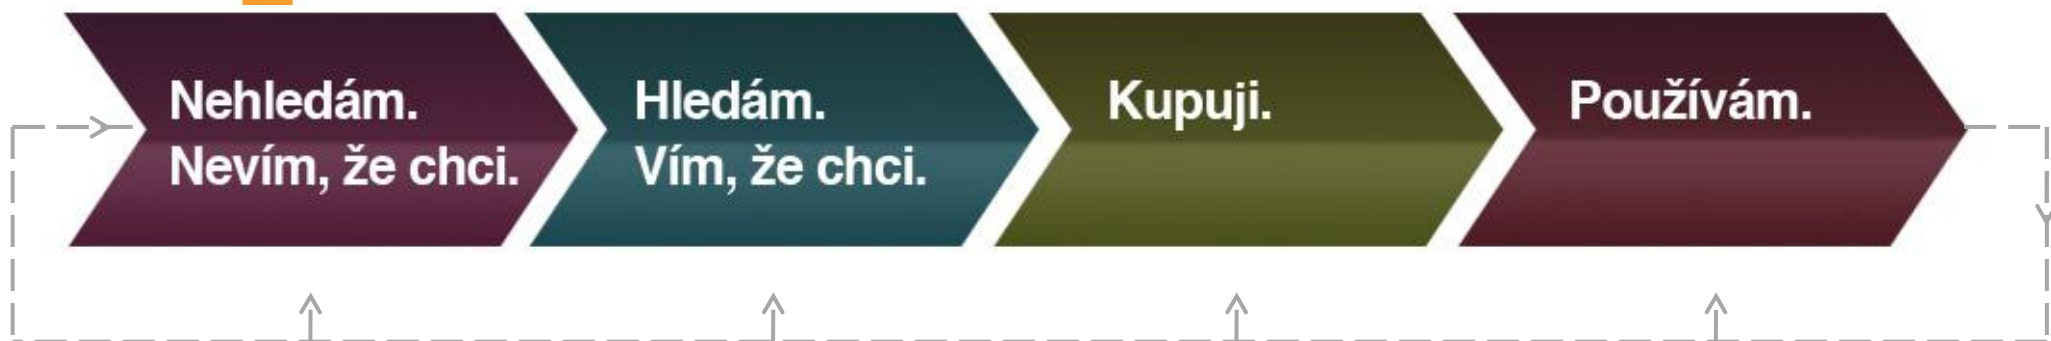 Nehledám.
Nevím, že chci.
Hledám.
Vím, že chci.
Kupuji.
Používám.